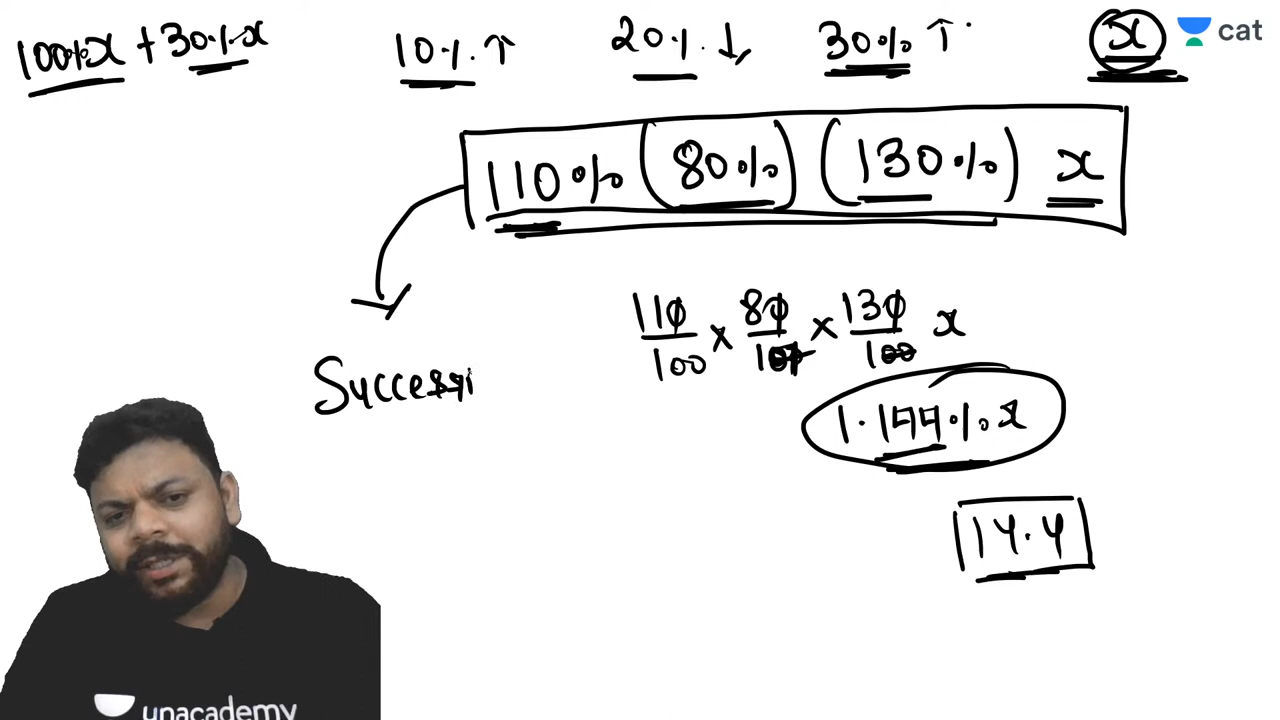 100%x + 30%x 10% ↑ 20% ↓ 30% ↑ x cat
110% (80%) (130%) x
110/100 × 80/100 × 130/100 x
Successi
1.144%x
14.4
unacademy